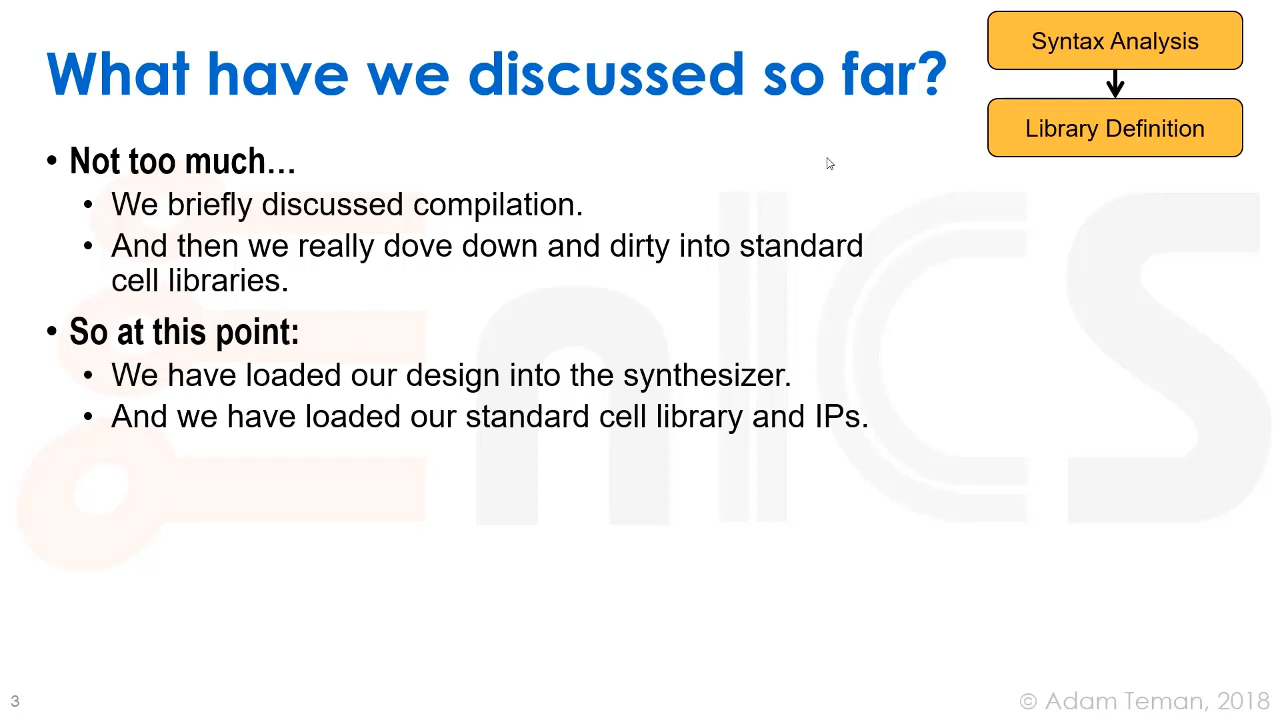 What have we discussed so far?
Syntax Analysis
Library Definition
• Not too much…
• We briefly discussed compilation.
• And then we really dove down and dirty into standard
cell libraries.
• So at this point:
• We have loaded our design into the synthesizer.
• And we have loaded our standard cell library and IPs.
EnICS
3
© Adam Teman, 2018